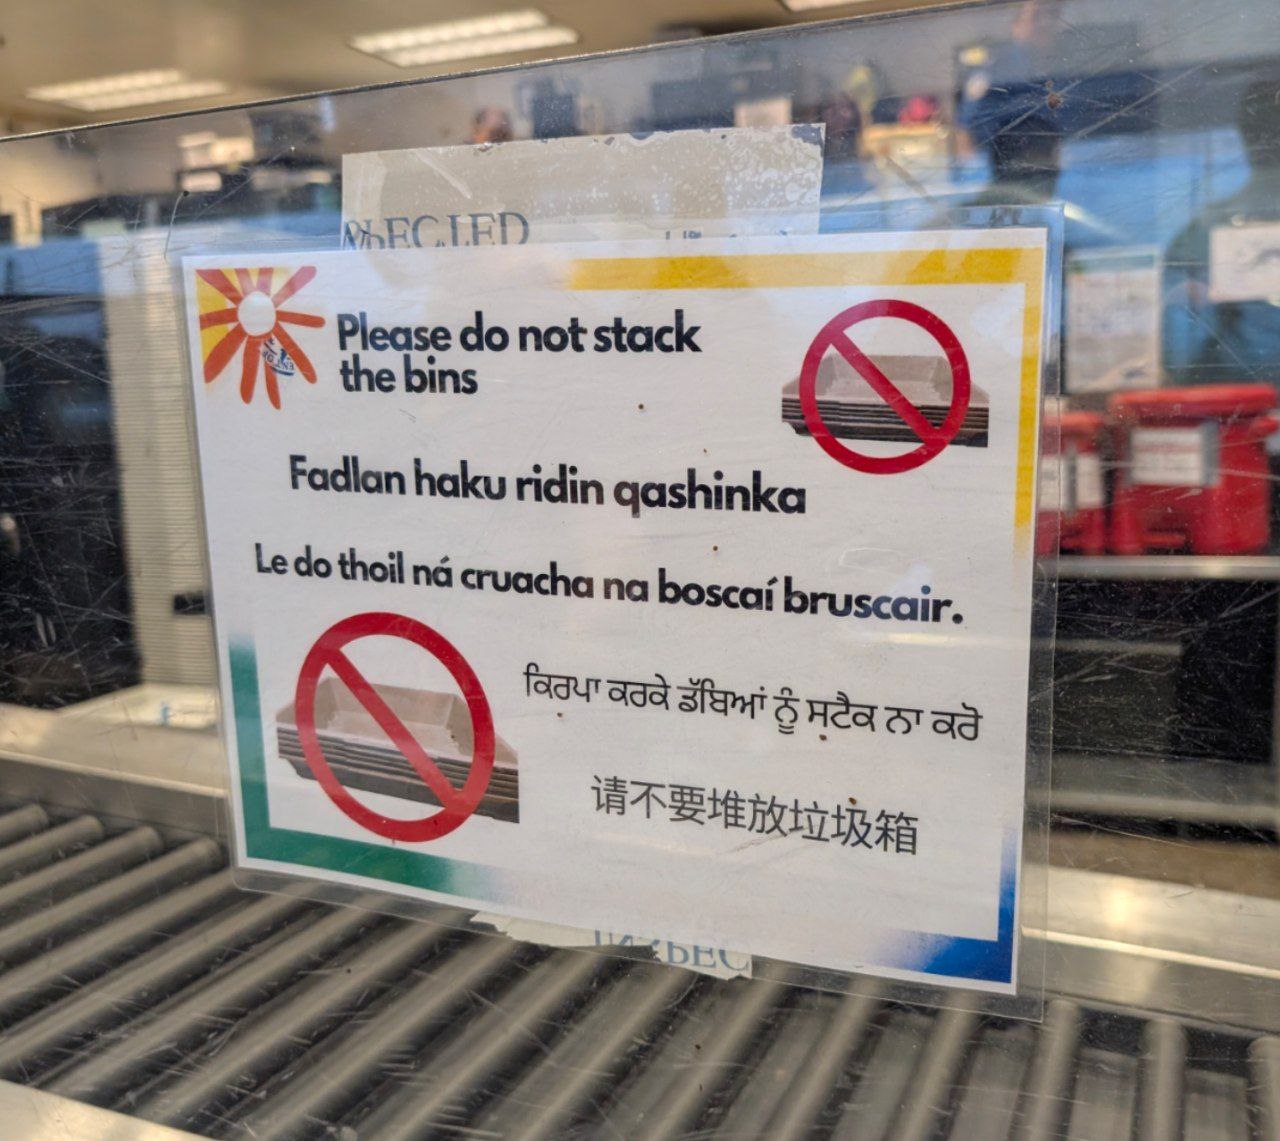 Please do not stack
the bins
Fadlan haku ridin qashinka
Le do thoil ná cruacha na boscaí bruscair.
ਕਿਰਪਾ ਕਰਕੇ ਡੱਬਿਆਂ ਨੂੰ ਸਟੈਕ ਨਾ ਕਰੋ
请不要堆放垃圾箱